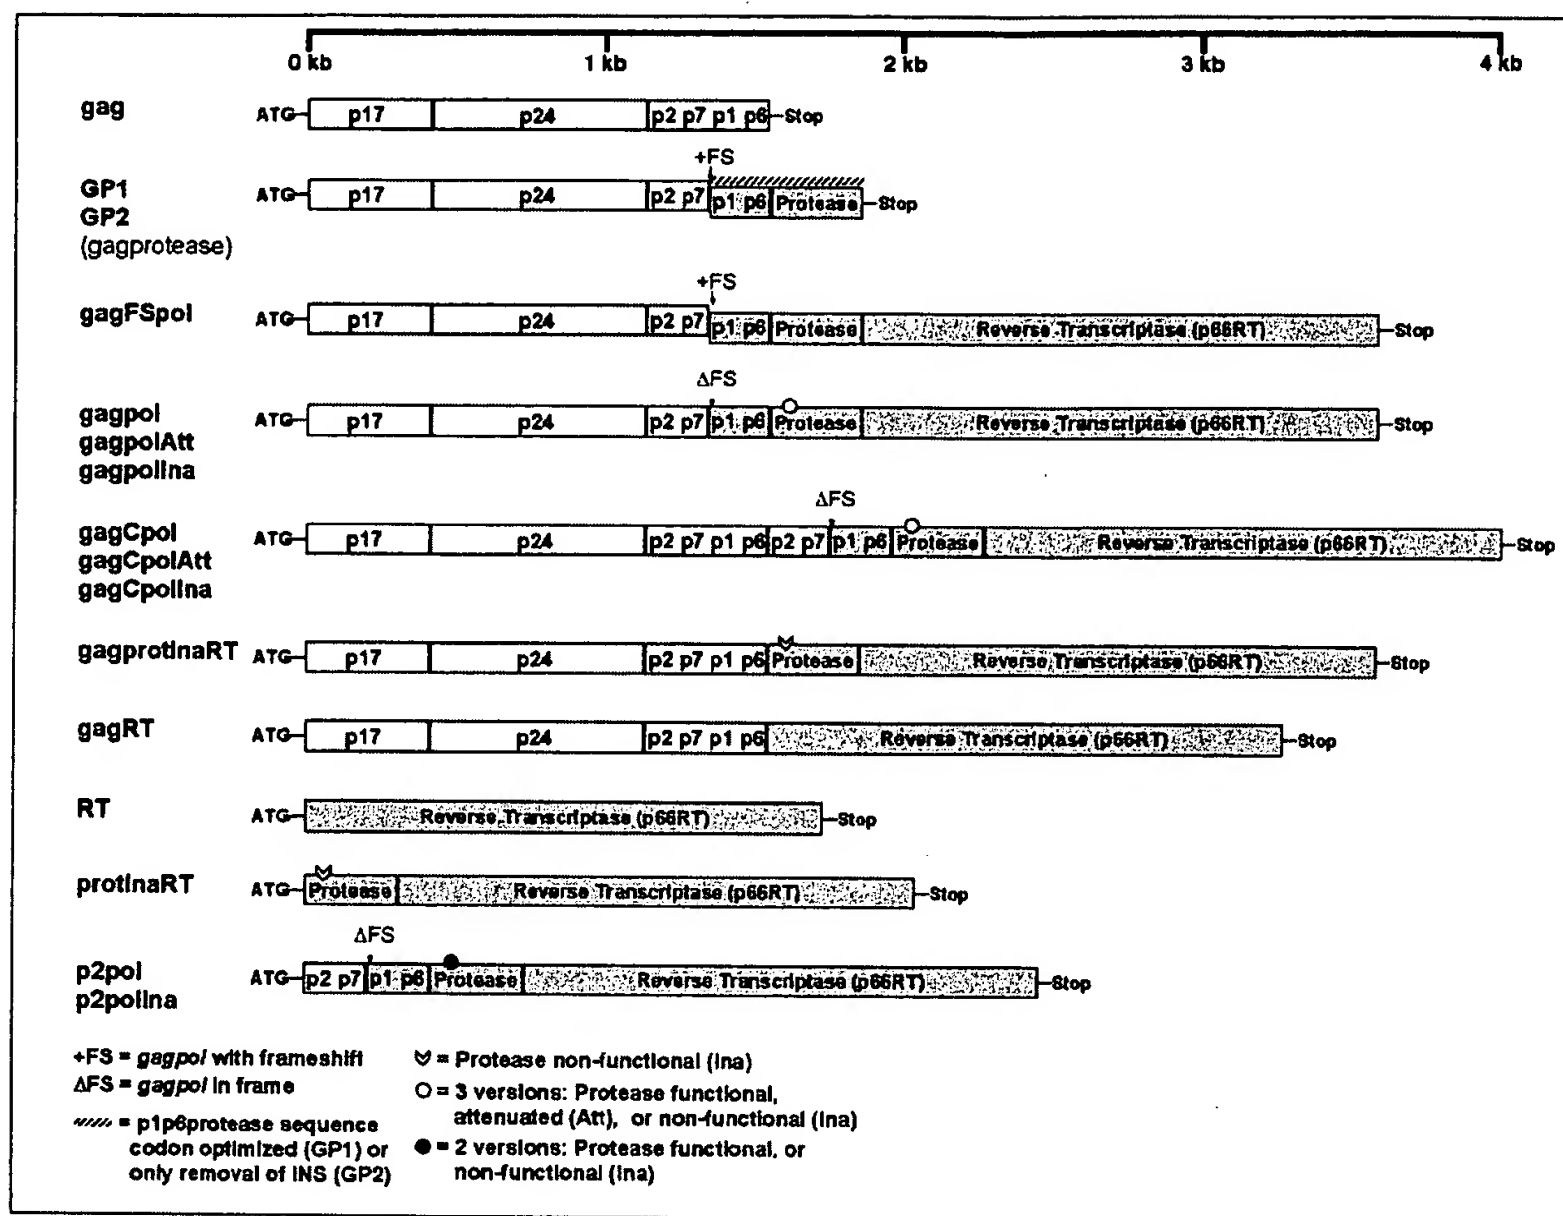 0 kb 1 kb 2 kb 3 kb 4 kb
gag ATG p17 p24 p2 p7 p1 p6 Stop
+FS
GP1 ATG p17 p24 p2 p7 p1 p6 Protease Stop
GP2
(gagprotease)
+FS
gagFSpol ATG p17 p24 p2 p7 p1 p6 Protease Reverse Transcriptase (p66RT) Stop
ΔFS
gagpol ATG p17 p24 p2 p7 p1 p6 Protease Reverse Transcriptase (p66RT) Stop
gagpolAtt
gagpolIna
ΔFS
gagCpol ATG p17 p24 p2 p7 p1 p6 p2 p7 p1 p6 Protease Reverse Transcriptase (p66RT) Stop
gagCpolAtt
gagCpolIna
gagprotInaRT ATG p17 p24 p2 p7 p1 p6 Protease Reverse Transcriptase (p66RT) Stop
gagRT ATG p17 p24 p2 p7 p1 p6 Reverse Transcriptase (p66RT) Stop
RT ATG Reverse Transcriptase (p66RT) Stop
protInaRT ATG Protease Reverse Transcriptase (p66RT) Stop
ΔFS
p2pol ATG p2 p7 p1 p6 Protease Reverse Transcriptase (p66RT) Stop
p2polIna
+FS = gagpol with frameshift
ΔFS = gagpol in frame
= p1p6protease sequence
codon optimized (GP1) or
only removal of INS (GP2)
= Protease non-functional (Ina)
= 3 versions: Protease functional,
attenuated (Att), or non-functional (Ina)
= 2 versions: Protease functional, or
non-functional (Ina)